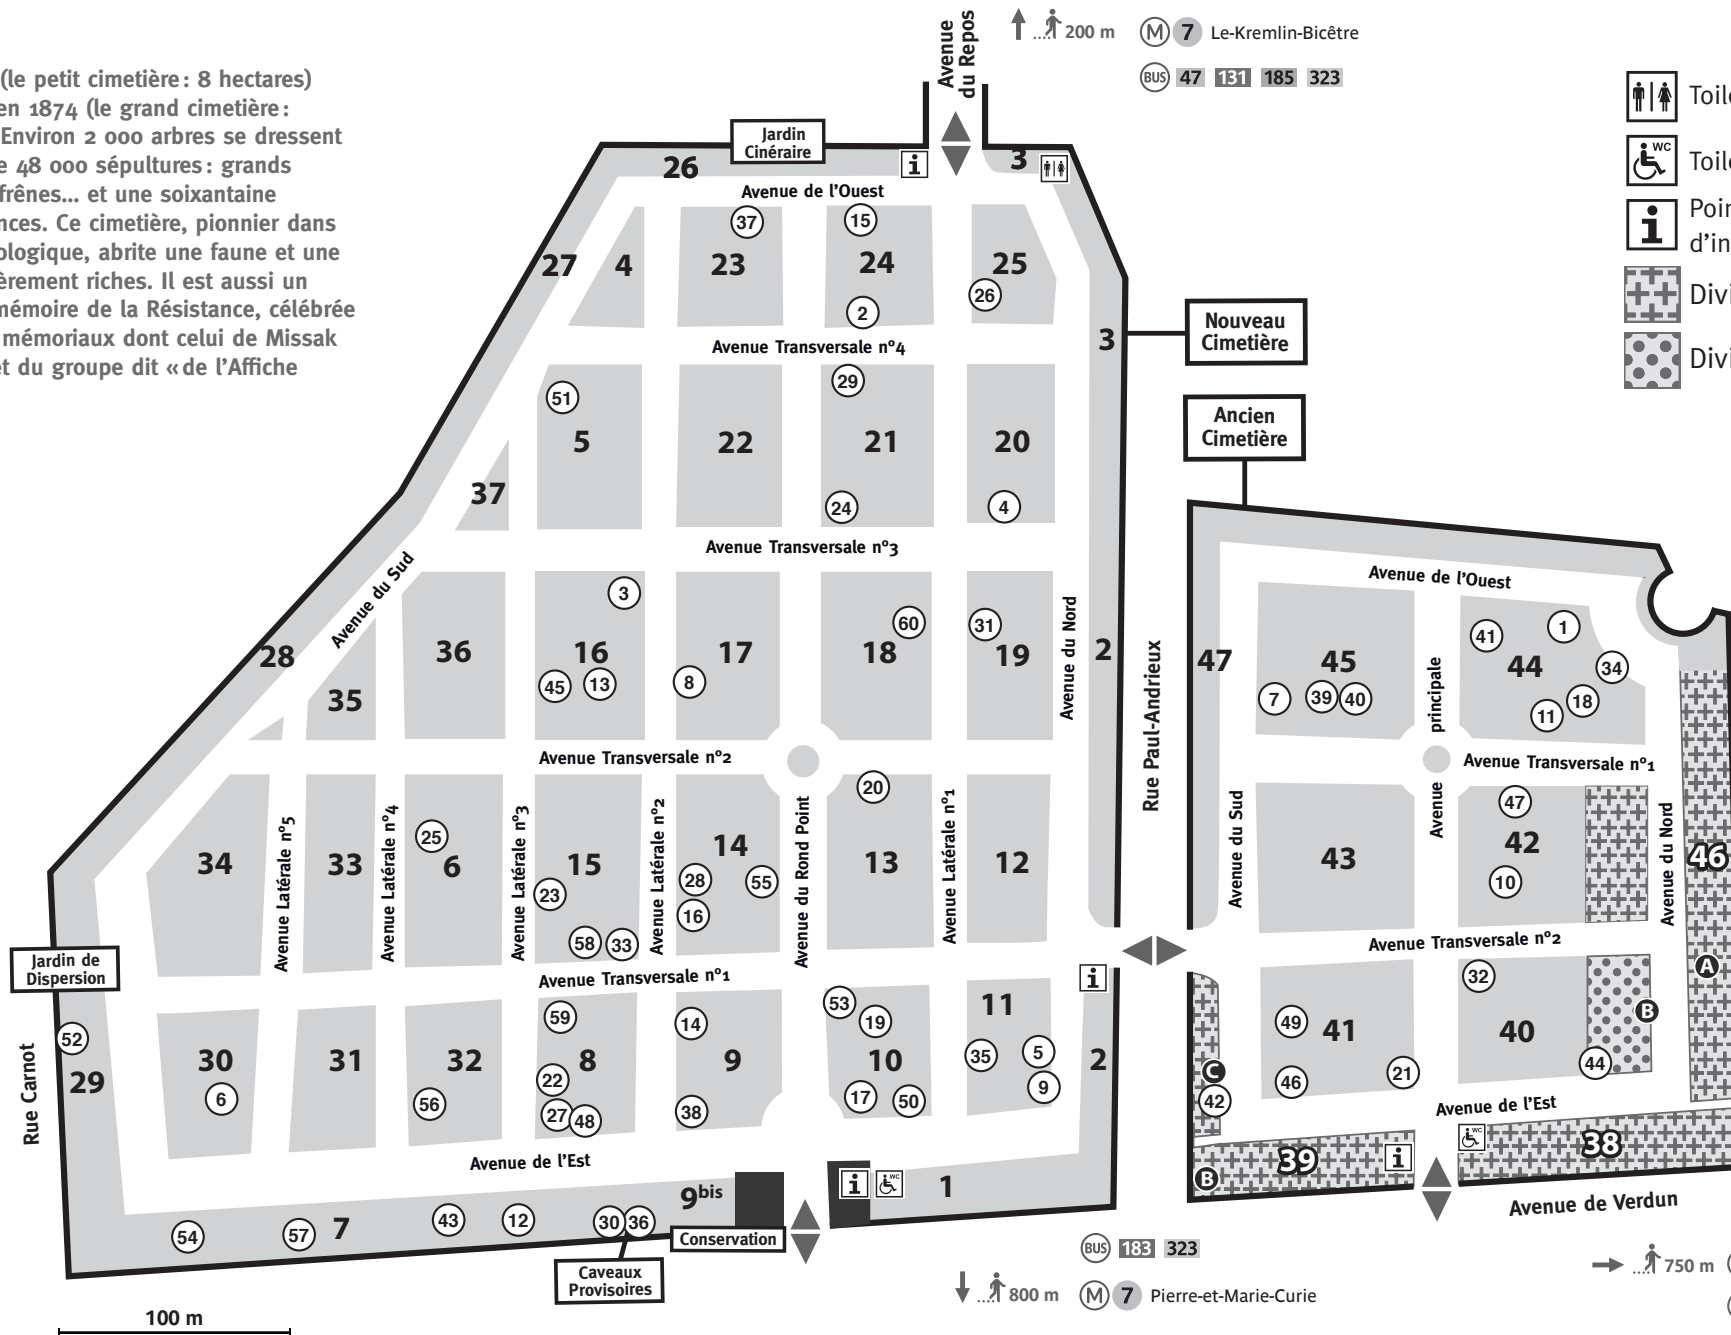 (le petit cimetière : 8 hectares)
en 1874 (le grand cimetière :
Environ 2 000 arbres se dressent
e 48 000 sépultures : grands
frênes... et une soixantaine
nces. Ce cimetière, pionnier dans
ologique, abrite une faune et une
èrement riches. Il est aussi un
mémoire de la Résistance, célébrée
mémoriaux dont celui de Missak
et du groupe dit «de l'Affiche
Avenue
du Repos
200 m
M 7 Le-Kremlin-Bicêtre
BUS 47 131 185 323
WC
Toile
Toile
Poin
d'in
Divi
Divi
Jardin
Cinéraire
26
i
3
Avenue de l'Ouest
27
4
37
23
15
24
2
25
26
3
Nouveau
Cimetière
Avenue Transversale n°4
51
5
22
29
21
24
20
4
37
Ancien
Cimetière
Avenue Transversale n°3
Avenue du Sud
28
35
36
3
16
45
13
17
8
60
18
31
19
Avenue du Nord
2
Rue Paul-Andrieux
Avenue Transversale n°2
34
Avenue Latérale n°5
33
Avenue Latérale n°4
25
6
Avenue Latérale n°3
15
23
58
33
Avenue Latérale n°2
14
28
55
16
Avenue du Rond Point
20
13
Avenue Latérale n°1
12
Jardin de
Dispersion
Avenue Transversale n°1
i
Rue Carnot
52
29
30
6
31
32
56
59
8
22
27
48
14
9
38
53
19
10
17
50
11
35
5
9
2
Avenue de l'Est
54
57
7
43
12
30
36
9bis
Conservation
Caveaux
Provisoires
i
WC
1
100 m
BUS 183 323
800 m
M 7 Pierre-et-Marie-Curie
47
Avenue de l'Ouest
45
7
39
40
Avenue principale
41
1
44
34
18
11
Avenue Transversale n°1
Avenue du Sud
43
47
42
10
Avenue du Nord
46
A
Avenue Transversale n°2
49
41
46
21
32
40
B
44
C
42
Avenue de l'Est
B
39
i
WC
38
Avenue de Verdun
750 m